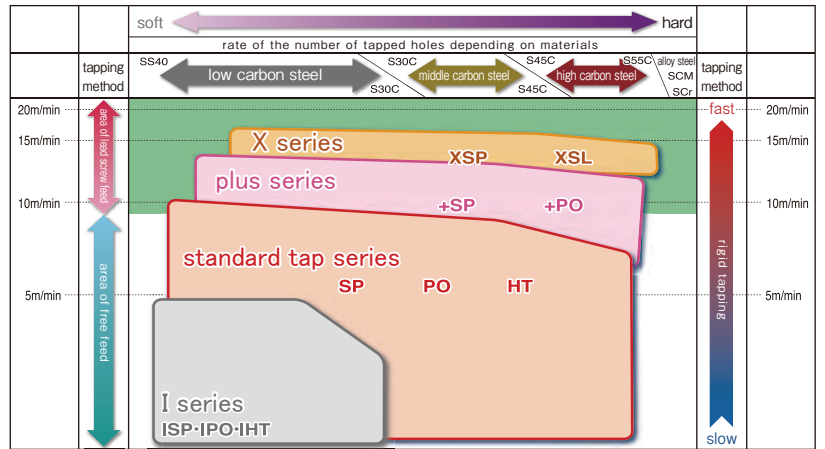 soft hard
rate of the number of tapped holes depending on materials
tapping
method
SS40
low carbon steel
S30C
S30C
middle carbon steel
S45C
S45C
high carbon steel
S55C
alloy steel
SCM
SCr
tapping
method
20m/min
15m/min
10m/min
5m/min
area of lead screw feed
area of free feed
X series
XSP XSL
plus series
+SP +PO
standard tap series
SP PO HT
I series
ISP·IPO·IHT
fast
rigid tapping
slow
20m/min
15m/min
10m/min
5m/min